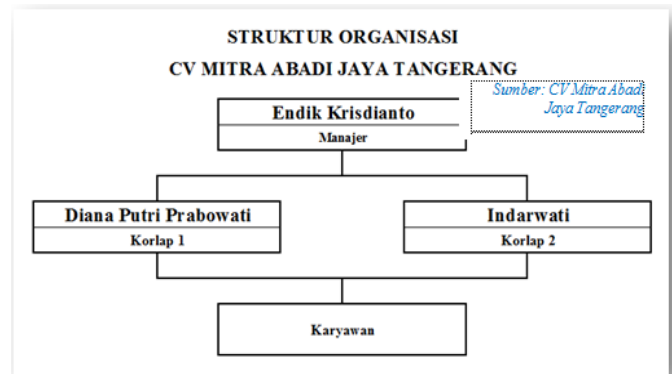 STRUKTUR ORGANISASI
CV MITRA ABADI JAYA TANGERANG
Sumber: CV Mitra Abadi
Jaya Tangerang
Endik Krisdianto
Manajer
Diana Putri Prabowati
Korlap 1
Indarwati
Korlap 2
Karyawan